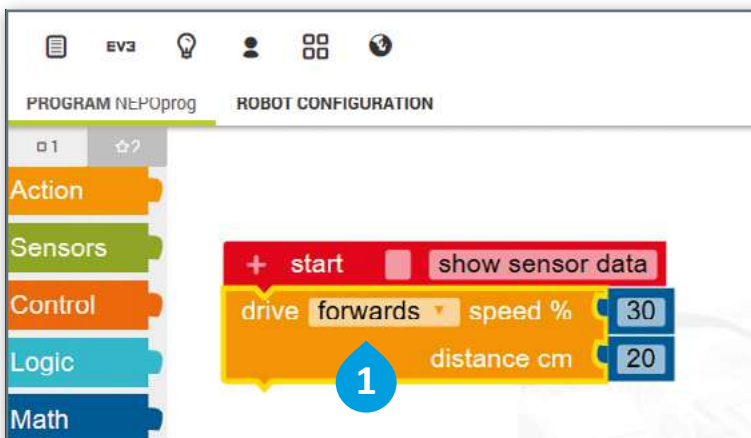 EV3
PROGRAM NEPOprog ROBOT CONFIGURATION
1 2
Action
Sensors
+ start show sensor data
Control
drive forwards speed % 30
Logic
distance cm 20
1
Math